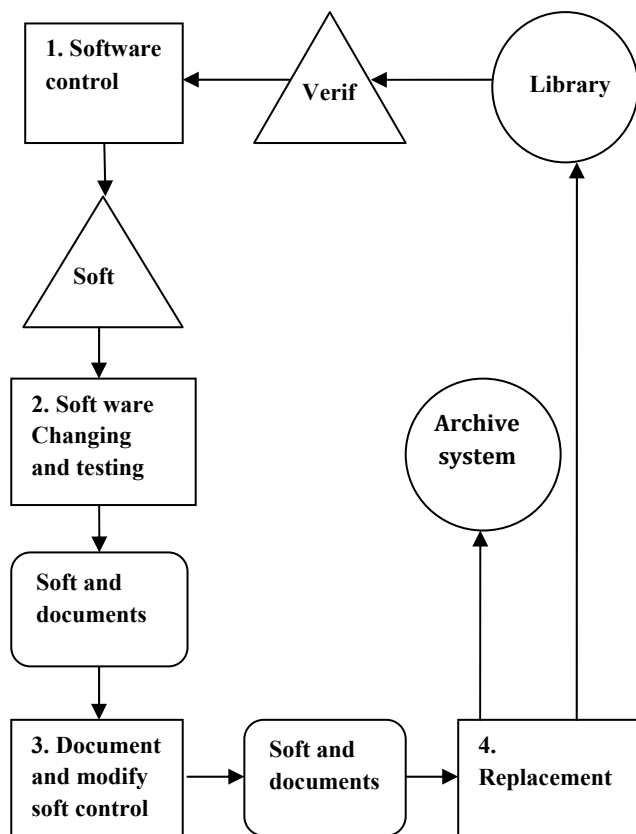 1. Software
control
Verif
Library
Soft
2. Soft ware
Changing
and testing
Archive
system
Soft and
documents
3. Document
and modify
soft control
Soft and
documents
4.
Replacement